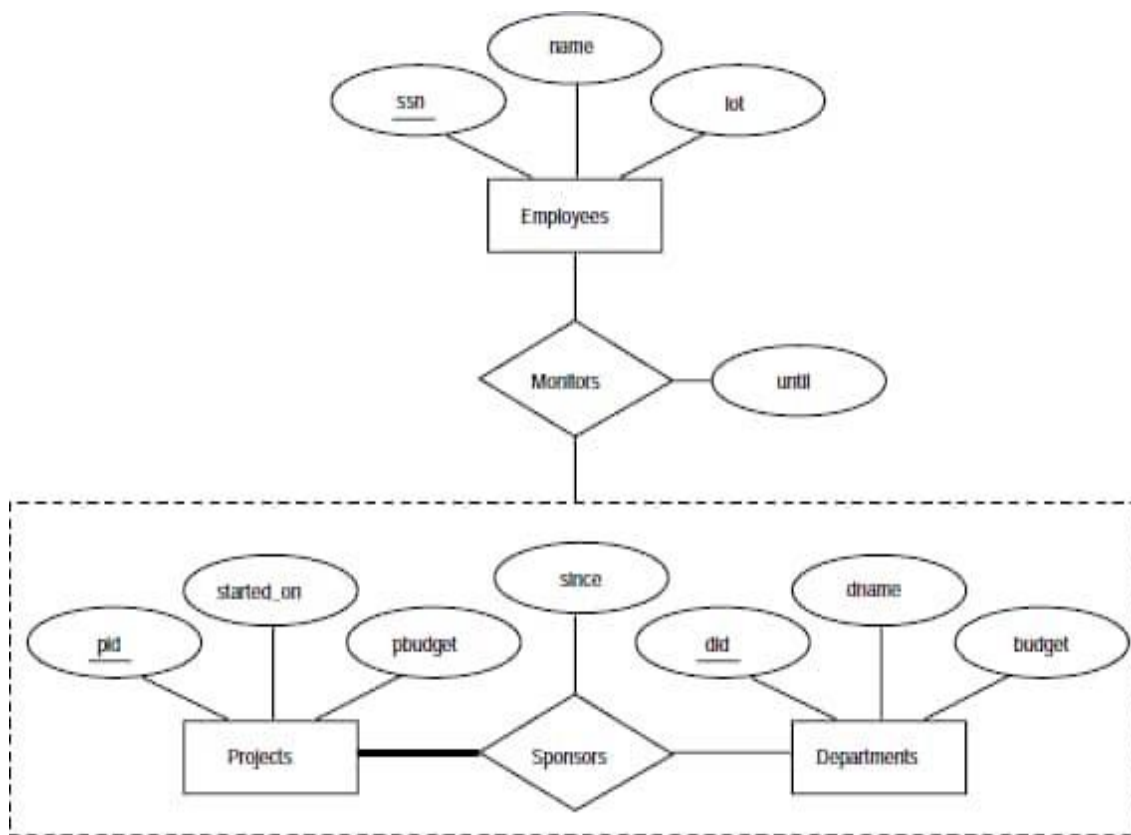 name
ssn
lot
Employees
Monitors
until
since
started_on
dname
pid
pbudget
did
budget
Projects
Sponsors
Departments